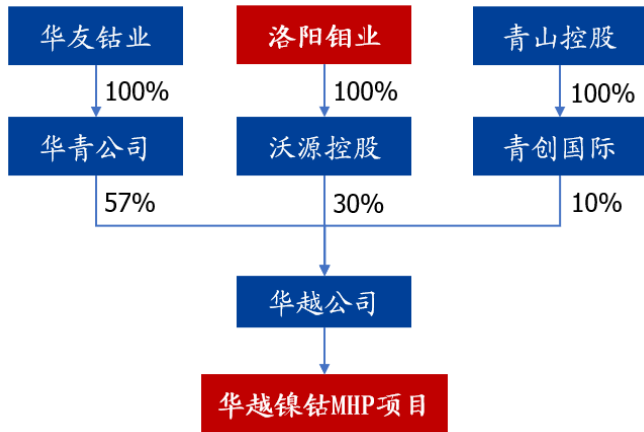 华友钴业
洛阳钼业
青山控股
100%
100%
100%
华青公司
沃源控股
青创国际
57%
30%
10%
华越公司
华越镍钴MHP项目